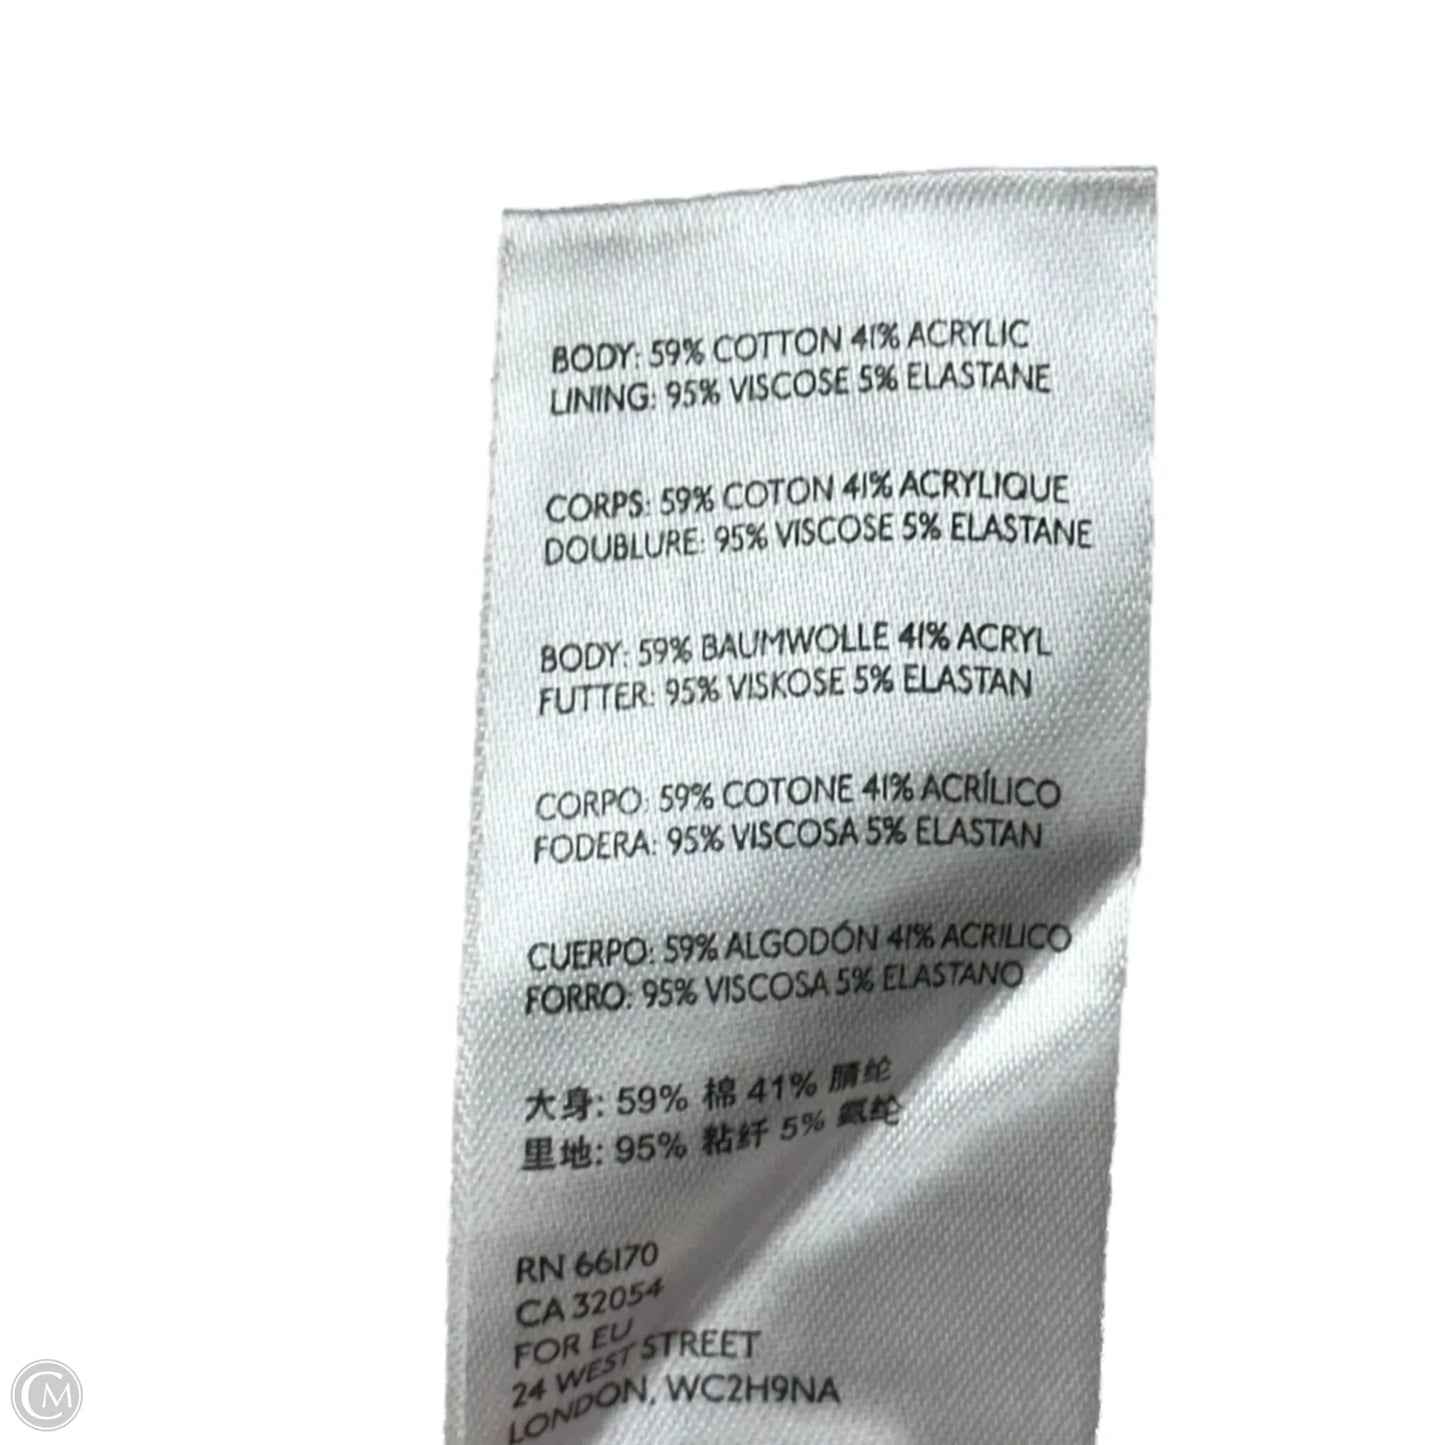 BODY: 59% COTTON 41% ACRYLIC
LINING: 95% VISCOSE 5% ELASTANE
CORPS: 59% COTON 41% ACRYLIQUE
DOUBLURE: 95% VISCOSE 5% ELASTANE
BODY: 59% BAUMWOLLE 41% ACRYL
FUTTER: 95% VISKOSE 5% ELASTAN
CORPO: 59% COTONE 41% ACRÍLICO
FODERA: 95% VISCOSA 5% ELASTAN
CUERPO: 59% ALGODÓN 41% ACRILICO
FORRO: 95% VISCOSA 5% ELASTANO
大身: 59% 棉 41% 腈纶
里地: 95% 粘纤 5% 氨纶
RN 66170
CA 32054
FOR EU
24 WEST STREET
LONDON, WC2H9NA
CM